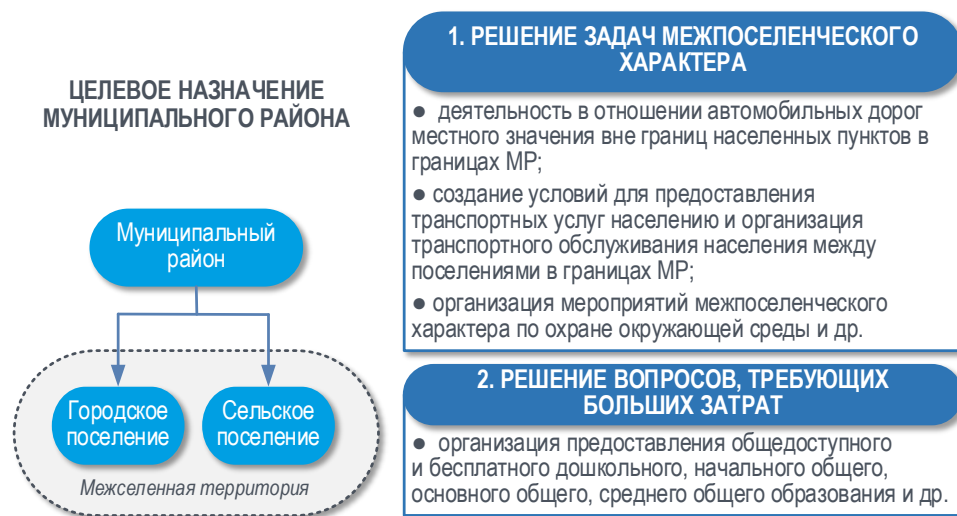 ЦЕЛЕВОЕ НАЗНАЧЕНИЕ
МУНИЦИПАЛЬНОГО РАЙОНА
Муниципальный
район
Городское
поселение
Сельское
поселение
Межселенная территория
1. РЕШЕНИЕ ЗАДАЧ МЕЖПОСЕЛЕНЧЕСКОГО
ХАРАКТЕРА
● деятельность в отношении автомобильных дорог
местного значения вне границ населенных пунктов в
границах МР;
● создание условий для предоставления
транспортных услуг населению и организация
транспортного обслуживания населения между
поселениями в границах МР;
● организация мероприятий межпоселенческого
характера по охране окружающей среды и др.
2. РЕШЕНИЕ ВОПРОСОВ, ТРЕБУЮЩИХ
БОЛЬШИХ ЗАТРАТ
● организация предоставления общедоступного
и бесплатного дошкольного, начального общего,
основного общего, среднего общего образования и др.